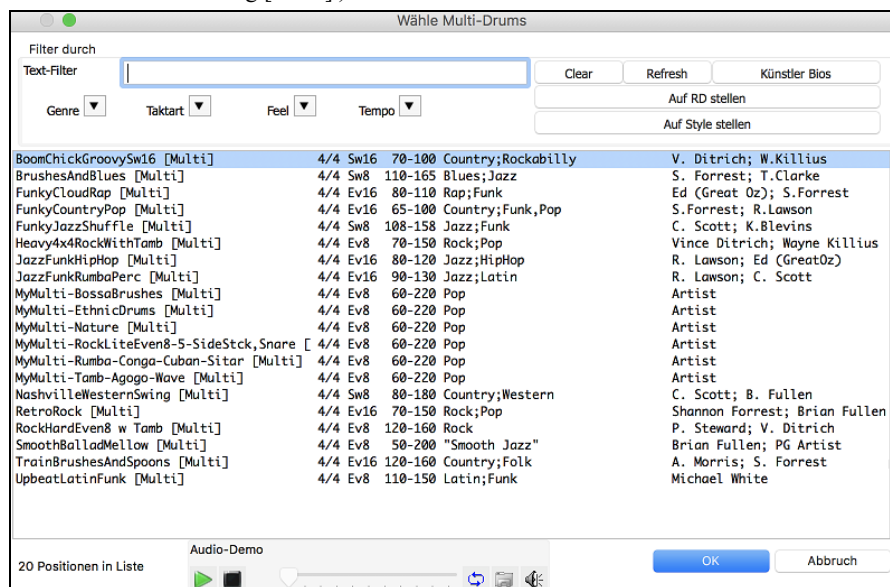 Wähle Multi-Drums
Filter durch
Text-Filter
Clear Refresh Künstler Bios
Genre Taktart Feel Tempo
Auf RD stellen
Auf Style stellen
BoomChickGroovySw16 [Multi] 4/4 Sw16 70-100 Country;Rockabilly V. Ditrich; W.Killius
BrushesAndBlues [Multi] 4/4 Sw8 110-165 Blues;Jazz S. Forrest; T.Clarke
FunkyCloudRap [Multi] 4/4 Ev16 80-110 Rap;Funk Ed (Great Oz); S.Forrest
FunkyCountryPop [Multi] 4/4 Ev16 65-100 Country;Funk,Pop S.Forrest; R.Lawson
FunkyJazzShuffle [Multi] 4/4 Sw8 108-158 Jazz;Funk C. Scott; K.Blevins
Heavy4x4RockWithTamb [Multi] 4/4 Ev8 70-150 Rock;Pop Vince Ditrich; Wayne Killius
JazzFunkHipHop [Multi] 4/4 Ev16 80-120 Jazz;HipHop R. Lawson; Ed (GreatOz)
JazzFunkRumbaPerc [Multi] 4/4 Ev16 90-130 Jazz;Latin R. Lawson; C. Scott
MyMulti-BossaBrushes [Multi] 4/4 Ev8 60-220 Pop Artist
MyMulti-EthnicDrums [Multi] 4/4 Ev8 60-220 Pop Artist
MyMulti-Nature [Multi] 4/4 Ev8 60-220 Pop Artist
MyMulti-RockLiteEven8-5-SideStck,Snare [ 4/4 Ev8 60-220 Pop Artist
MyMulti-Rumba-Conga-Cuban-Sitar [Multi] 4/4 Ev8 60-220 Pop Artist
MyMulti-Tamb-Agogo-Wave [Multi] 4/4 Ev8 60-220 Pop Artist
NashvilleWesternSwing [Multi] 4/4 Sw8 80-180 Country;Western C. Scott; B. Fullen
RetroRock [Multi] 4/4 Ev16 70-150 Rock;Pop Shannon Forrest; Brian Fullen
RockHardEven8 w Tamb [Multi] 4/4 Ev8 120-160 Rock P. Steward; V. Ditrich
SmoothBalladMellow [Multi] 4/4 Ev8 50-200 "Smooth Jazz" Brian Fullen; PG Artist
TrainBrushesAndSpoons [Multi] 4/4 Ev16 120-160 Country;Folk A. Morris; S. Forrest
UpbeatLatinFunk [Multi] 4/4 Ev8 110-150 Latin;Funk Michael White
Audio-Demo
20 Positionen in Liste
OK Abbruch